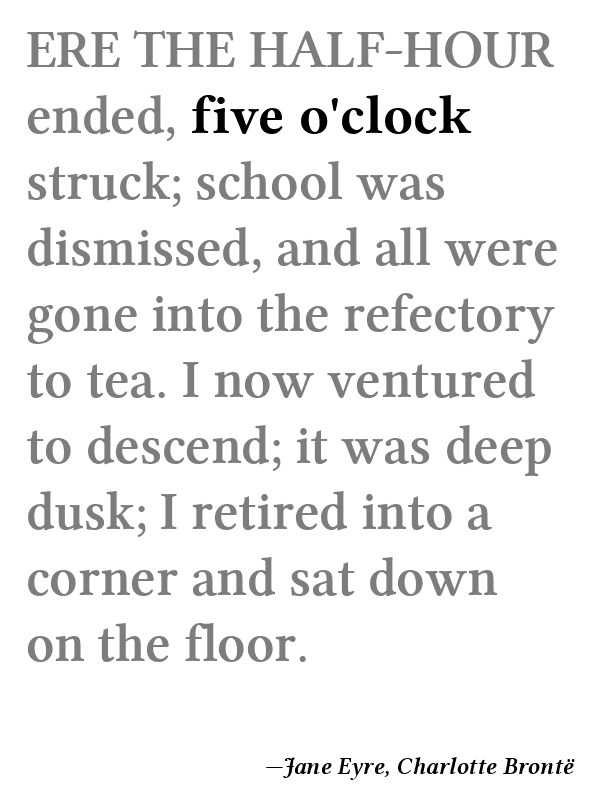 ERE THE HALF-HOUR
ended, five o'clock
struck; school was
dismissed, and all were
gone into the refectory
to tea. I now ventured
to descend; it was deep
dusk; I retired into a
corner and sat down
on the floor.
—Jane Eyre, Charlotte Brontë